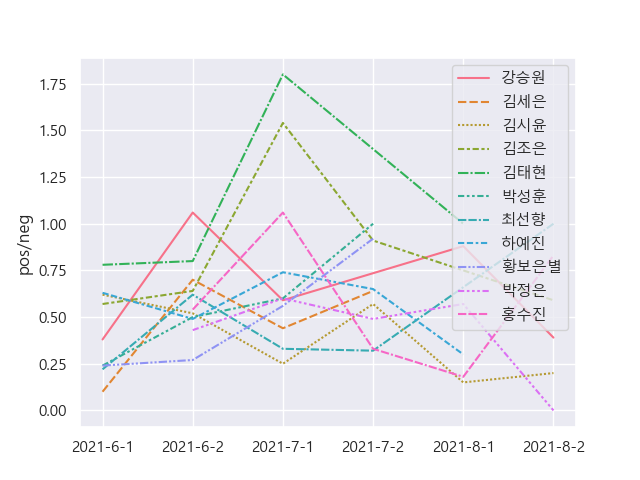 pos/neg
1.75
1.50
1.25
1.00
0.75
0.50
0.25
0.00
2021-6-1
2021-6-2
2021-7-1
2021-7-2
2021-8-1
2021-8-2
강승원
김세은
김시윤
김조은
김태현
박성훈
최선향
하예진
황보은별
박정은
홍수진